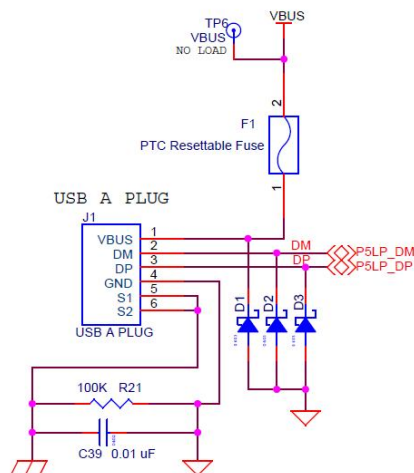 TP6
VBUS
VBUS
NO LOAD
2
F1
PTC Resettable Fuse
1
USB A PLUG
J1
VBUS 1
DM 2 DM P5LP_DM
DP 3 DP P5LP_DP
GND 4
S1 5
S2 6
USB A PLUG
D1 D2 D3
100K R21
C39 0.01 uF